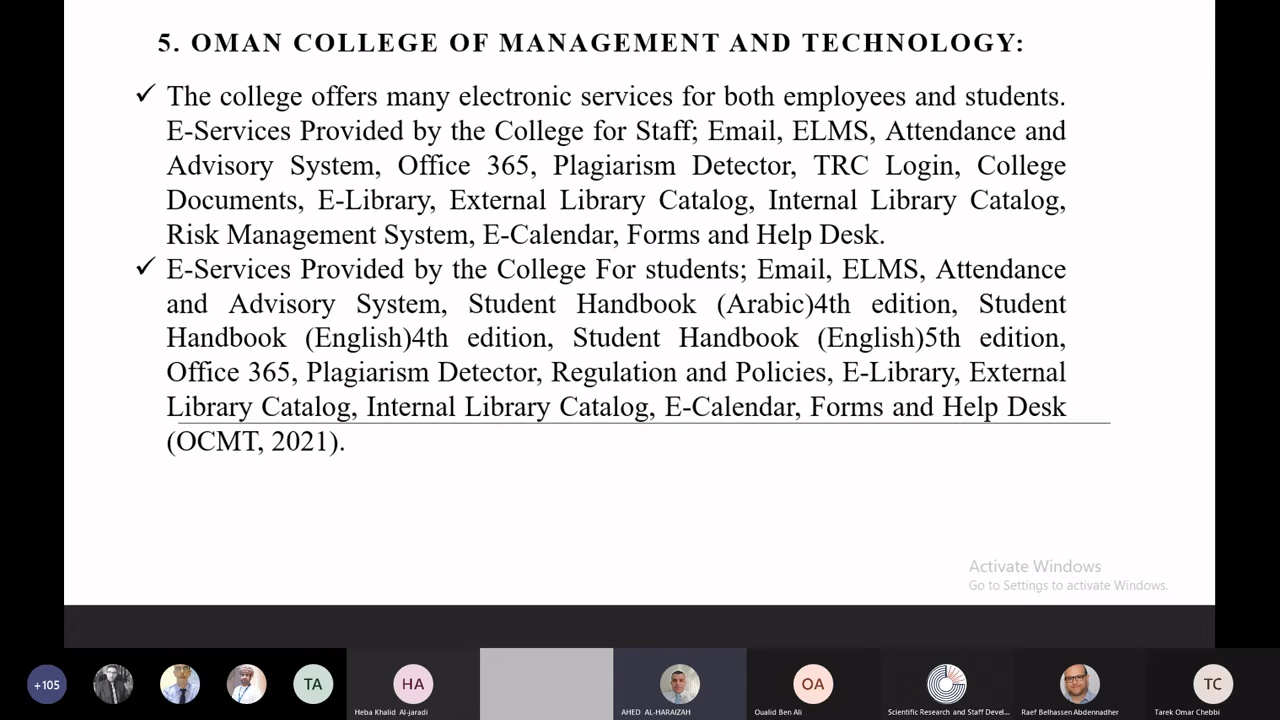 5. OMAN COLLEGE OF MANAGEMENT AND TECHNOLOGY:
✓ The college offers many electronic services for both employees and students.
E-Services Provided by the College for Staff; Email, ELMS, Attendance and
Advisory System, Office 365, Plagiarism Detector, TRC Login, College
Documents, E-Library, External Library Catalog, Internal Library Catalog,
Risk Management System, E-Calendar, Forms and Help Desk.
✓ E-Services Provided by the College For students; Email, ELMS, Attendance
and Advisory System, Student Handbook (Arabic)4th edition, Student
Handbook (English)4th edition, Student Handbook (English)5th edition,
Office 365, Plagiarism Detector, Regulation and Policies, E-Library, External
Library Catalog, Internal Library Catalog, E-Calendar, Forms and Help Desk
(OCMT, 2021).
Activate Windows
Go to Settings to activate Windows.
+105
TA
HA
OA
TC
Heba Khalid Al-jaradi
AHED AL-HARAIZAH
Oualid Ben Ali
Scientific Research and Staff Devel...
Raef Belhassen Abdennadher
Tarek Omar Chebbi